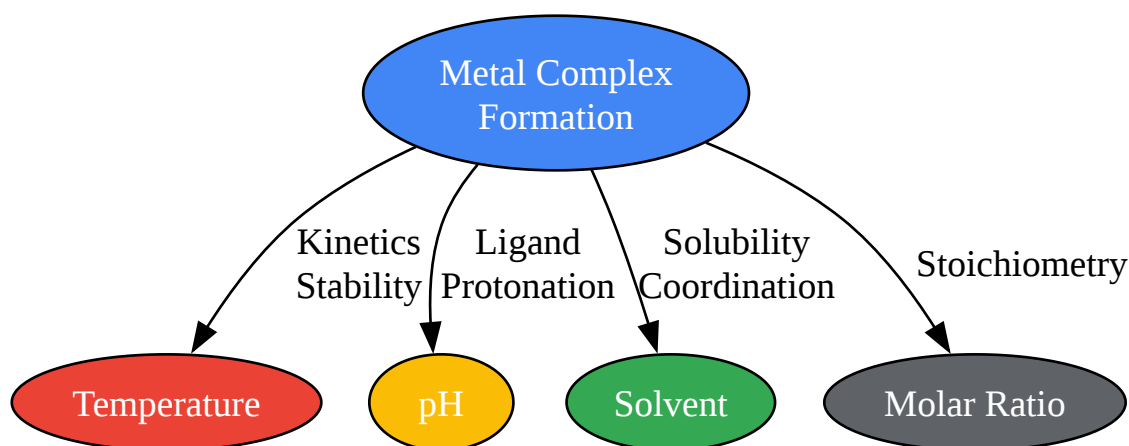 Metal Complex
Formation
Kinetics
Stability
Ligand
Protonation
Solubility
Coordination
Stoichiometry
Temperature
pH
Solvent
Molar Ratio